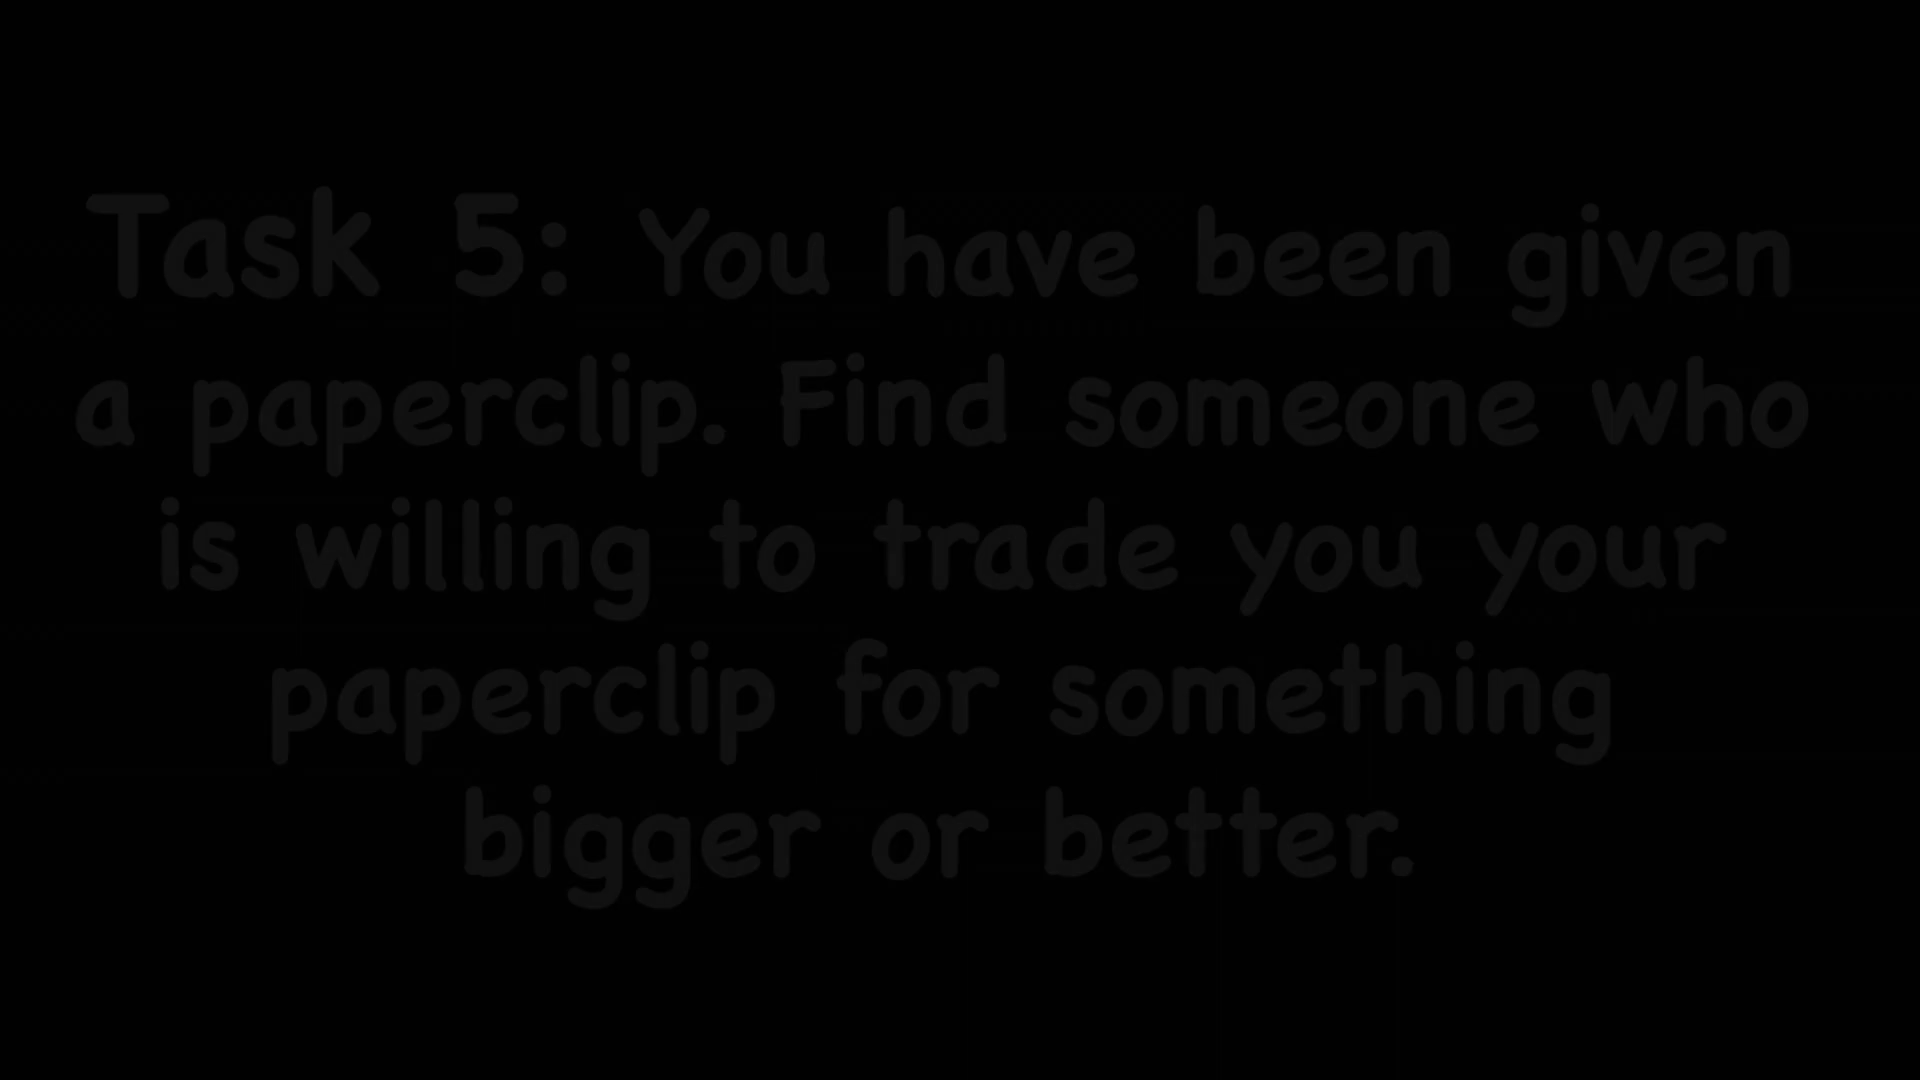 Task 5: You have been given
a paperclip. Find someone who
is willing to trade you your
paperclip for something
bigger or better.